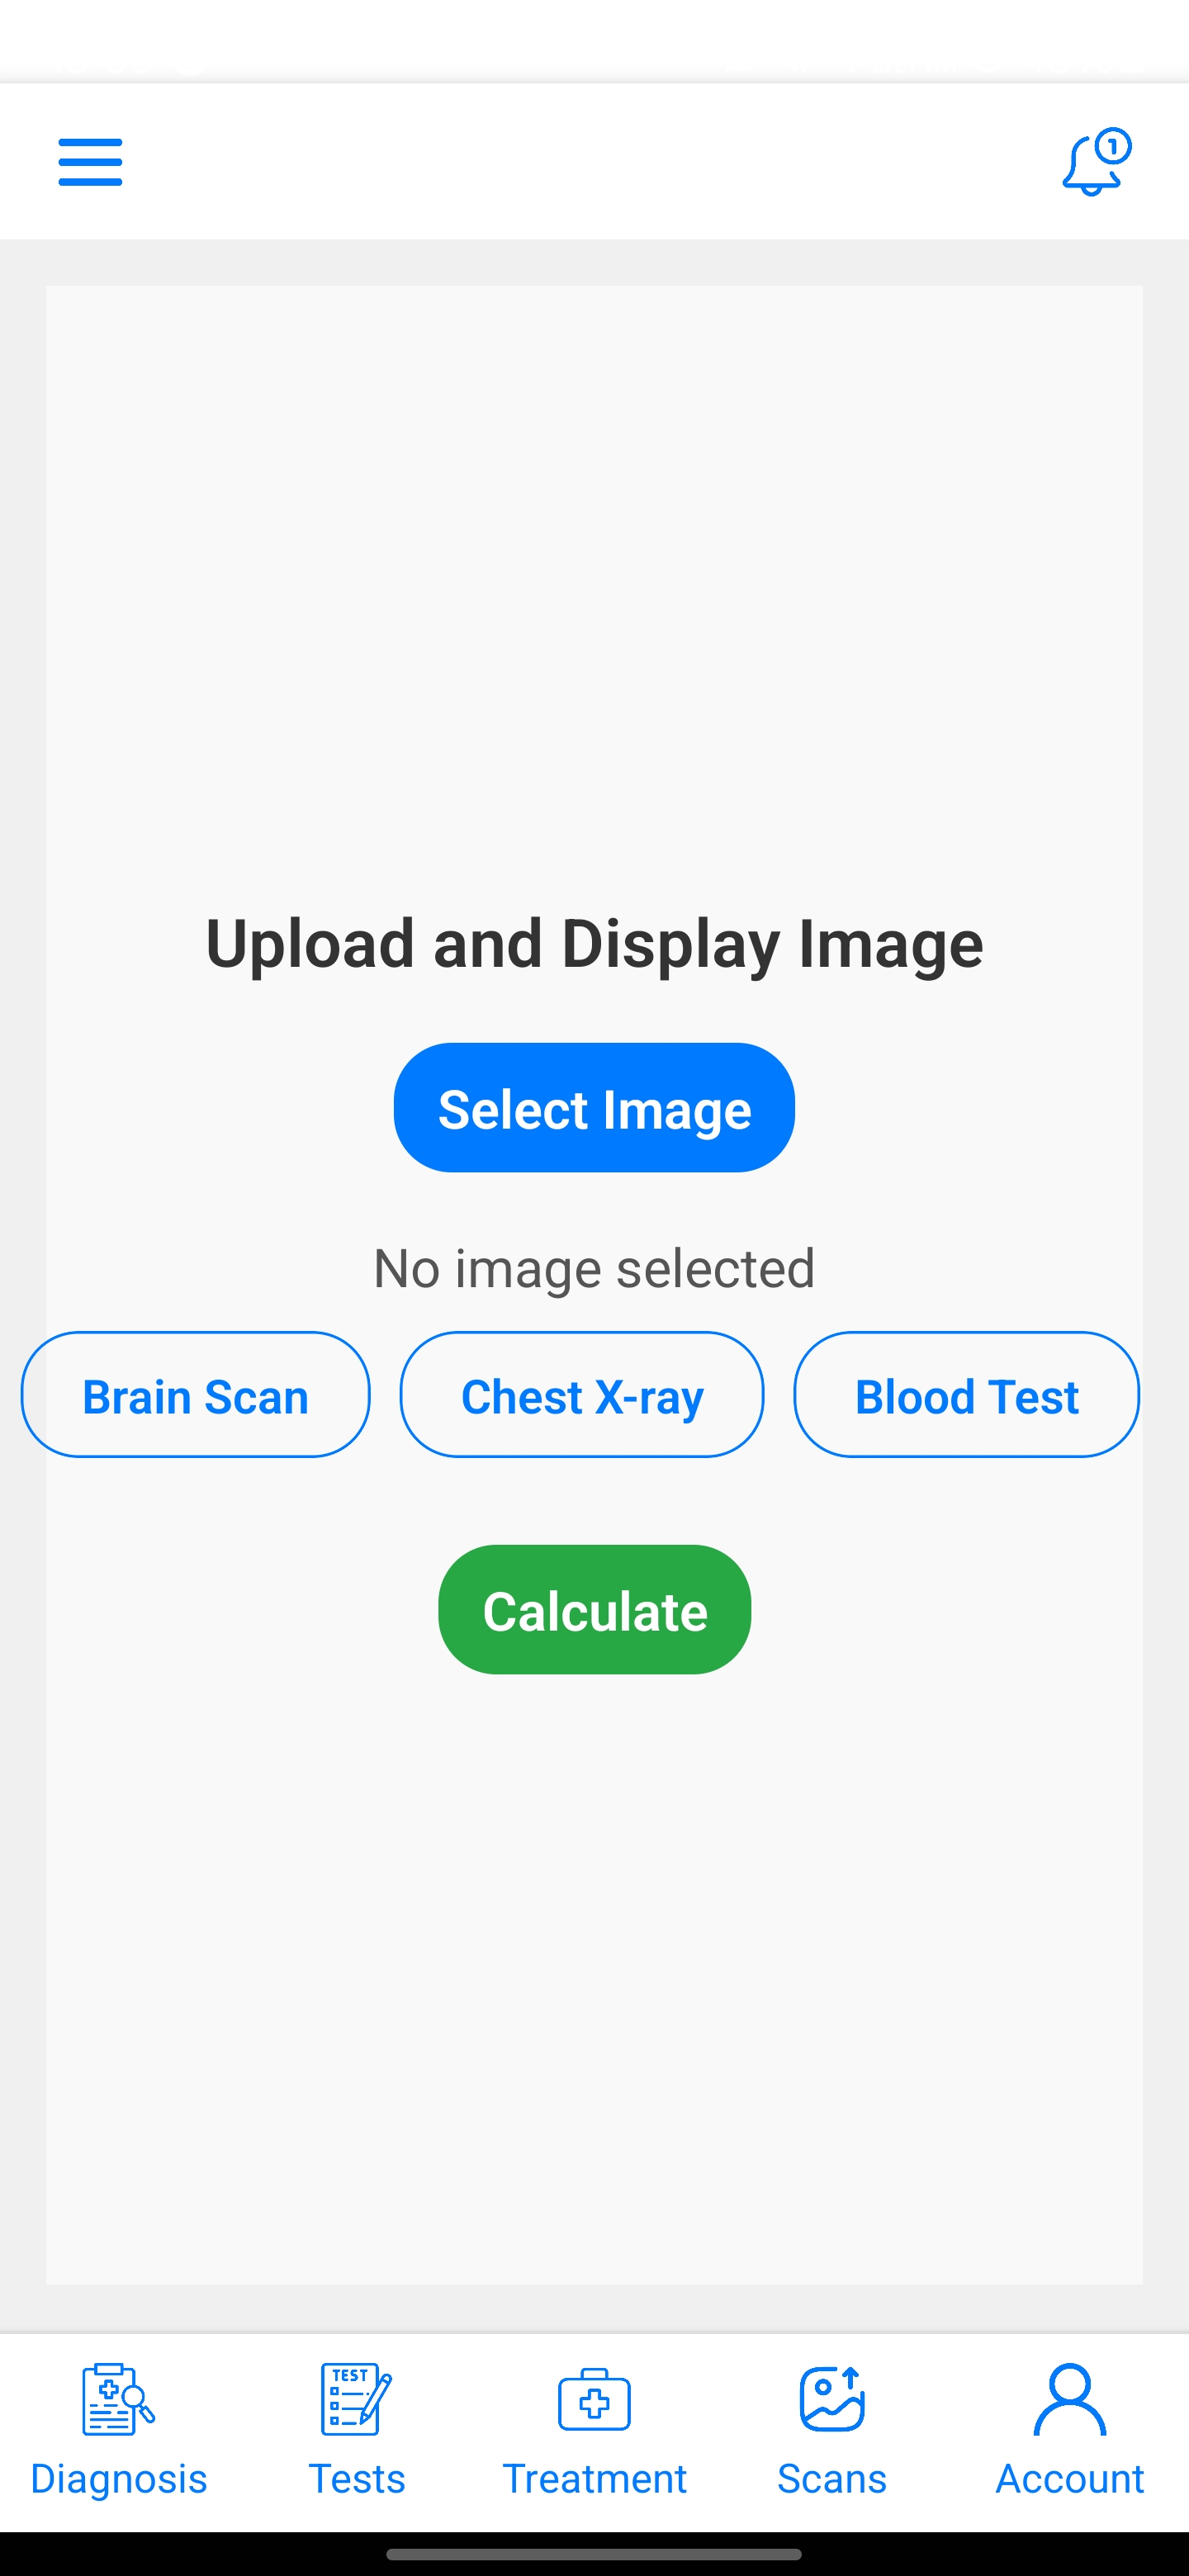 1
Upload and Display Image
Select Image
No image selected
Brain Scan Chest X-ray Blood Test
Calculate
TEST
Diagnosis Tests Treatment Scans Account